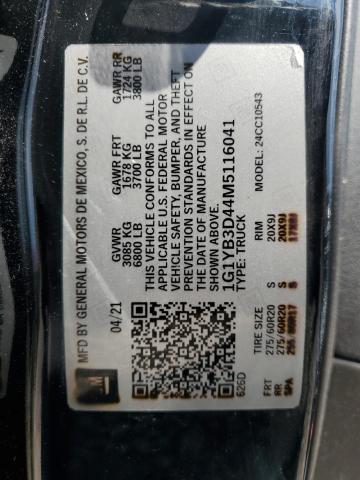 MFD BY GENERAL MOTORS DE MEXICO, S. DE R.L. DE C.V.
04/21 GVWR GAWR FRT GAWR RR
3085 KG 1678 KG 1724 KG
6800 LB 3700 LB 3800 LB
THIS VEHICLE CONFORMS TO ALL
APPLICABLE U.S. FEDERAL MOTOR
VEHICLE SAFETY, BUMPER, AND THEFT
PREVENTION STANDARDS IN EFFECT ON
THE DATE OF MANUFACTURE
SHOWN ABOVE.
1G1YB3D44M5116041
TYPE: TRUCK
626D 24CC10543
TIRE SIZE RIM
FRT 275/60R20 S 20X9J
RR 275/60R20 S 20X9J
SPA S
GM